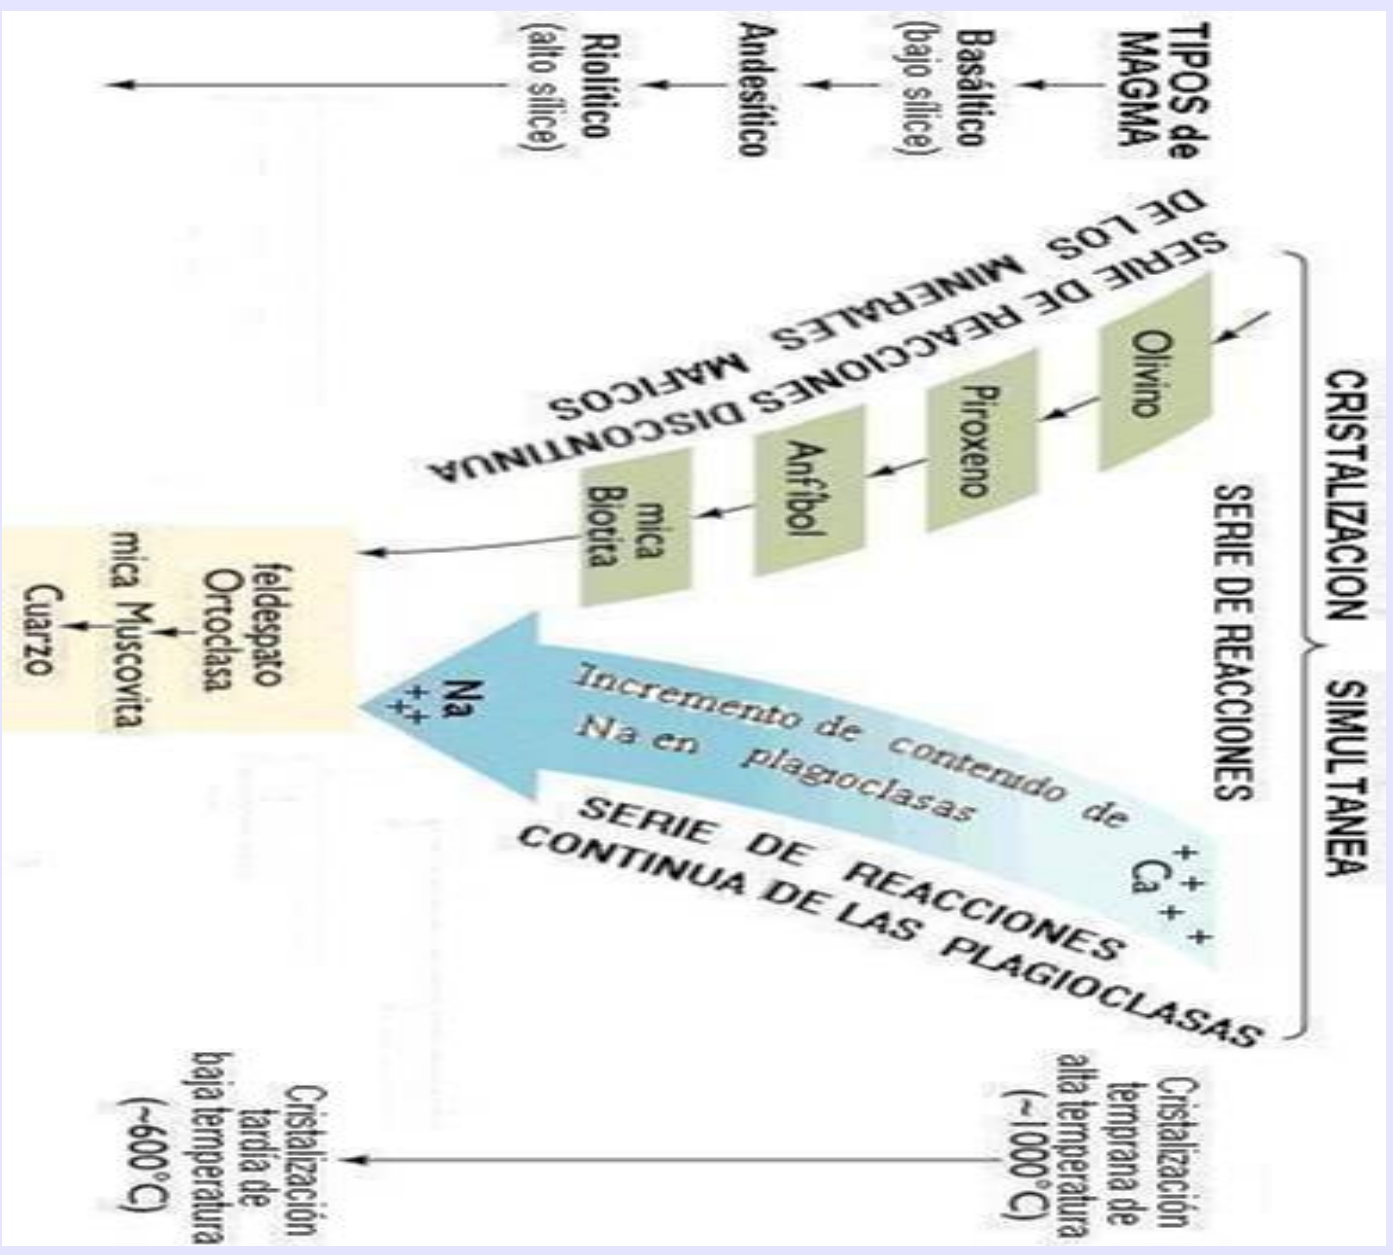 CRISTALIZACION SIMULTANEA
TIPOS de
MAGMA
Basáltico
(bajo sílice)
Andesítico
Riolítico
(alto sílice)
SERIE DE REACCIONES DISCONTINUA
DE LOS MINERALES MAFICOS
SERIE DE REACCIONES
Olivino
Piroxeno
Anfíbol
mica
Biotita
++++
Ca
Incremento de contenido de
Na en plagioclasas
Na
+++
SERIE DE REACCIONES
CONTINUA DE LAS PLAGIOCLASAS
feldespato
Ortoclasa
mica Muscovita
Cuarzo
Cristalización
temprana de
alta temperatura
(~1000°C)
Cristalización
tardía de
baja temperatura
(~600°C)